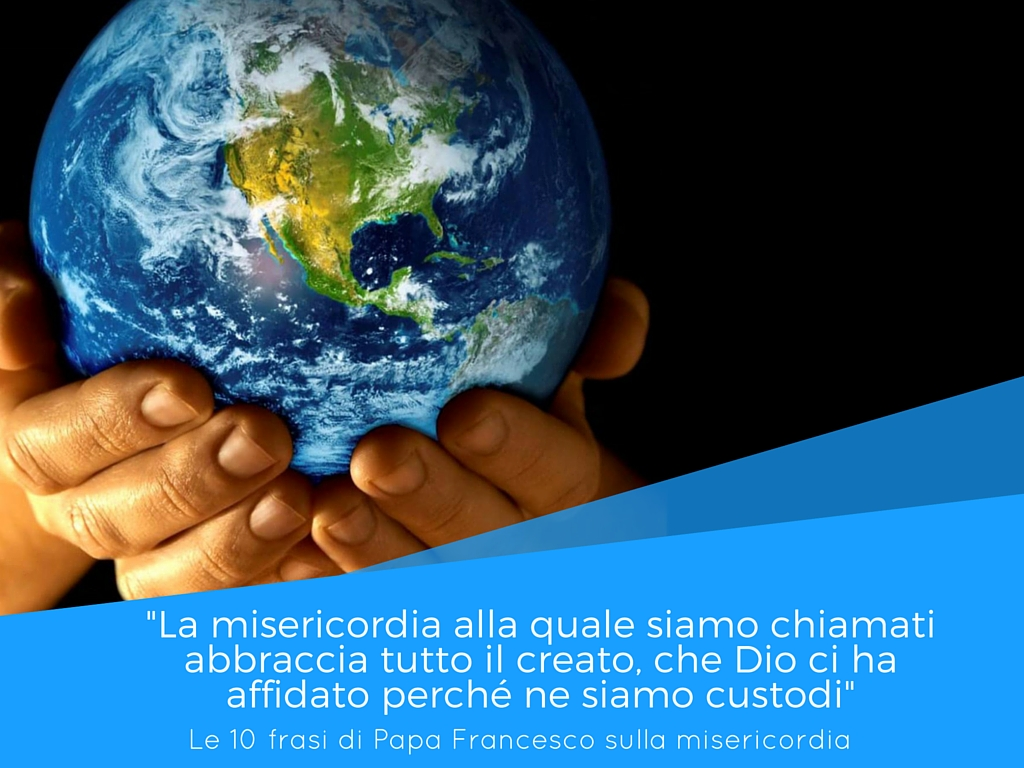 "La misericordia alla quale siamo chiamati
abbraccia tutto il creato, che Dio ci ha
affidato perché ne siamo custodi"
Le 10 frasi di Papa Francesco sulla misericordia